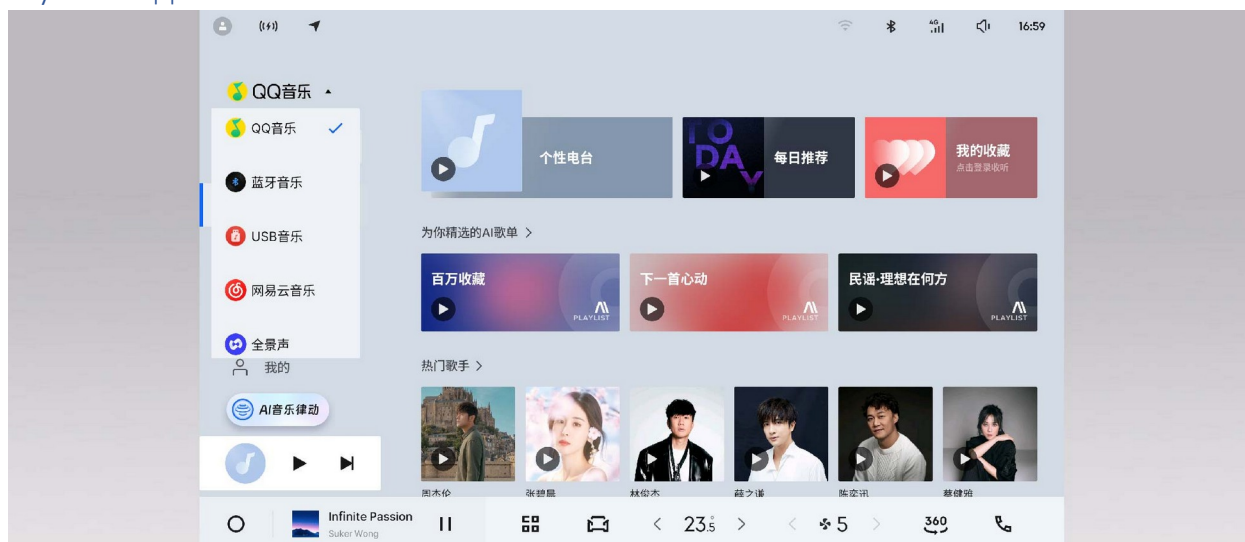 4G
16:59
QQ音乐
QQ音乐
蓝牙音乐
USB音乐
网易云音乐
全景声
我的
AI音乐律动
个性电台
TODAY
每日推荐
我的收藏
点击登录收听
为你精选的AI歌单 >
百万收藏
PLAYLIST
下一首心动
PLAYLIST
民谣·理想在何方
PLAYLIST
热门歌手 >
周杰伦
张碧晨
林俊杰
薛之谦
陈奕迅
蔡健雅
Infinite Passion
Suker Wong
< 23.5° >
< 5 >
360